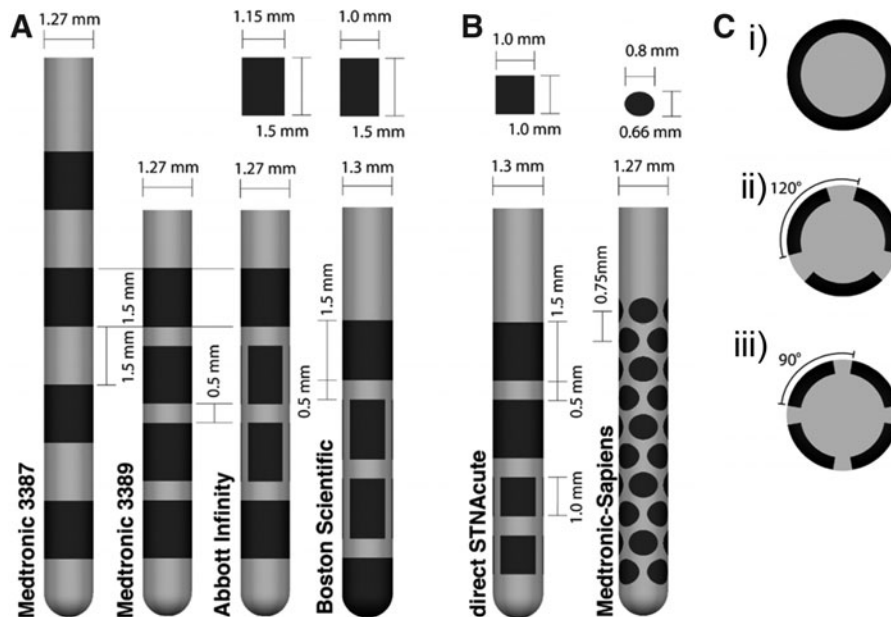 A
1.27 mm
1.15 mm
1.0 mm
1.5 mm
1.5 mm
1.27 mm
1.27 mm
1.3 mm
1.5 mm
1.5 mm
0.5 mm
1.5 mm
0.5 mm
Medtronic 3387
Medtronic 3389
Abbott Infinity
Boston Scientific
B
1.0 mm
0.8 mm
1.0 mm
0.66 mm
1.3 mm
1.27 mm
1.5 mm
0.75mm
0.5 mm
1.0 mm
direct STNAcute
Medtronic-Sapiens
C
i)
ii)
120°
iii)
90°